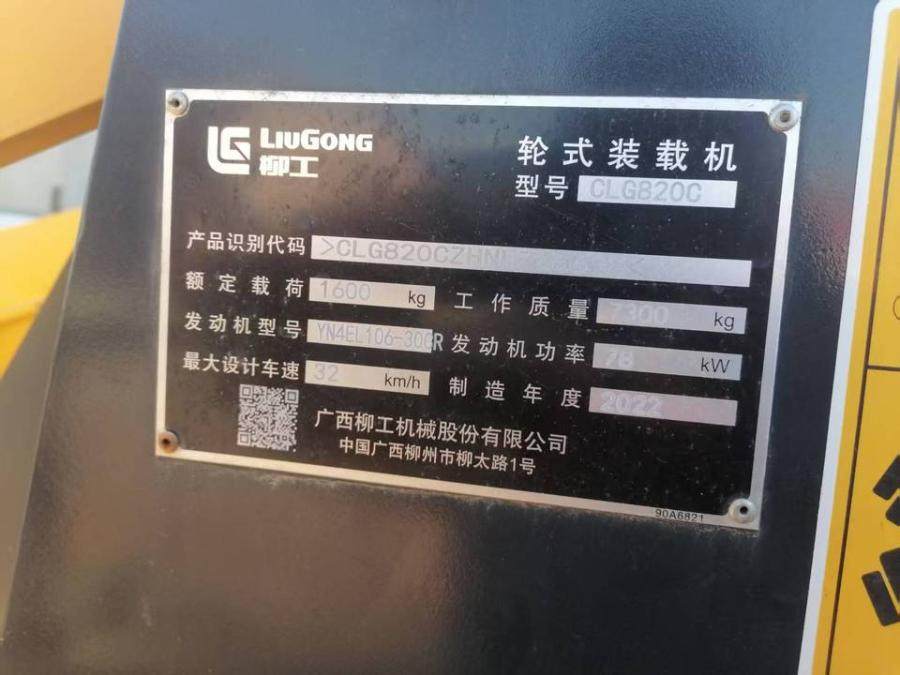 LIUGONG
柳工
轮式装载机
型号 CLG820C
产品识别代码 >CLG820CZHN
额定载荷 1600 kg 工作质量 7300 kg
发动机型号 YN4EL106-30CR 发动机功率 kW
最大设计车速 32 km/h 制造年度 2022
广西柳工机械股份有限公司
中国广西柳州市柳太路1号
90A6821